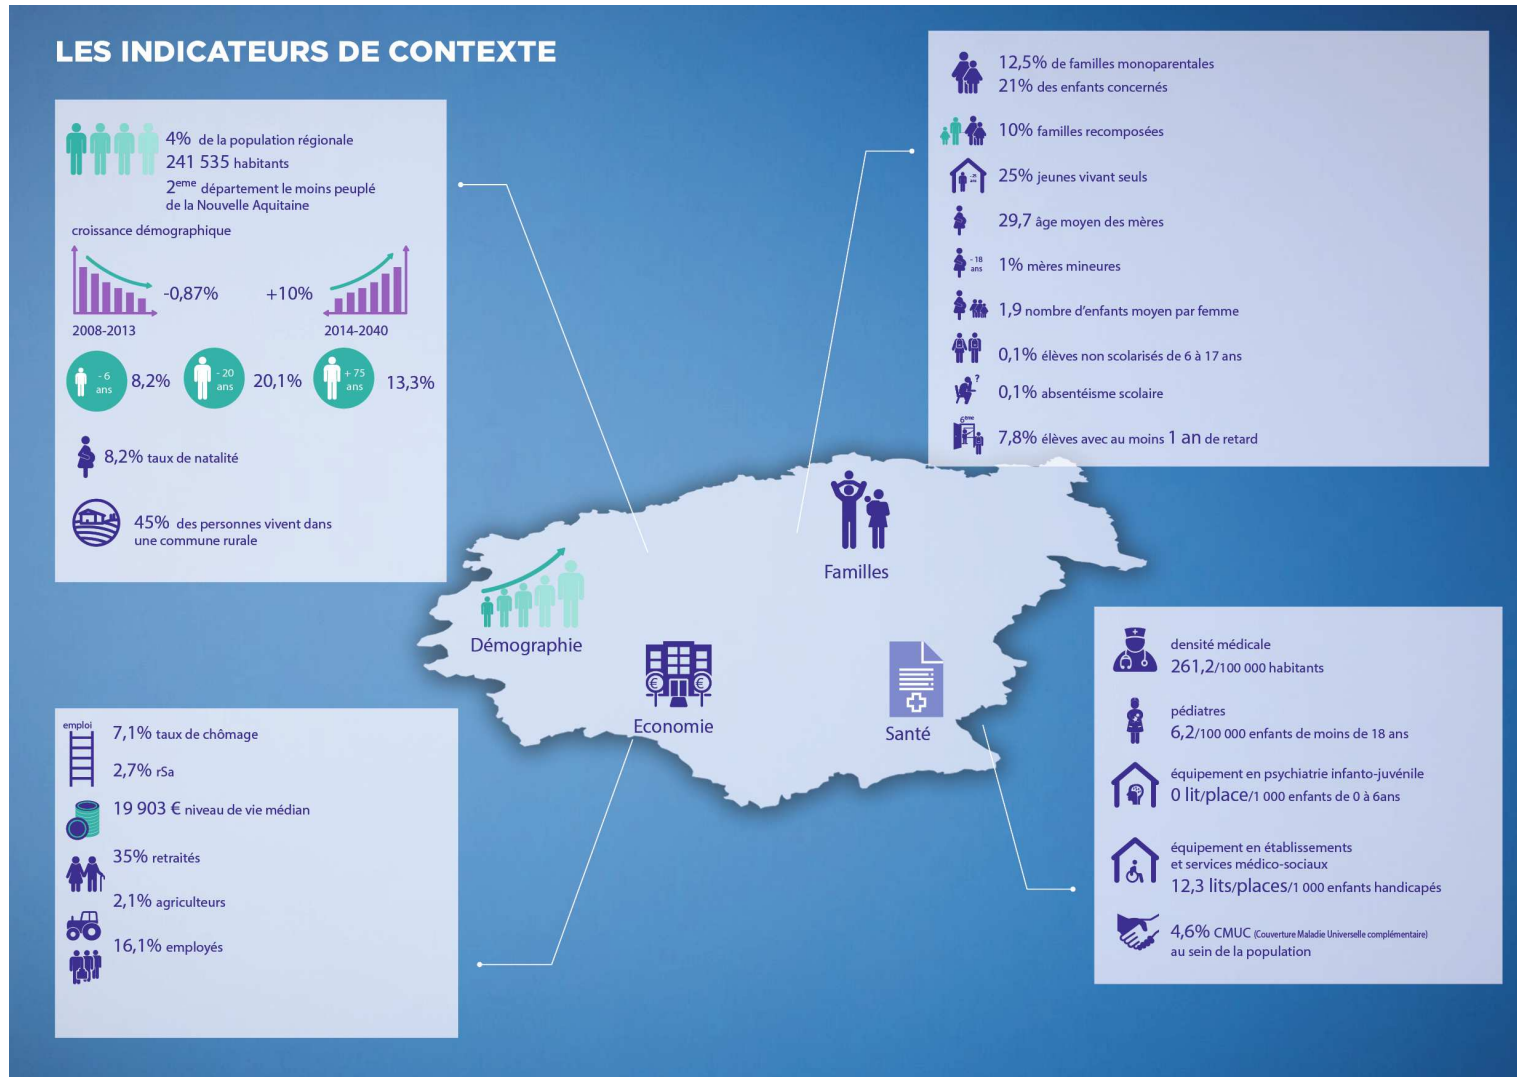 LES INDICATEURS DE CONTEXTE
4% de la population régionale
241 535 habitants
2eme département le moins peuplé
de la Nouvelle Aquitaine
croissance démographique
-0,87%
+10%
2008-2013
2014-2040
- 6
ans
8,2%
- 20
ans
20,1%
+ 75
ans
13,3%
8,2% taux de natalité
45% des personnes vivent dans
une commune rurale
12,5% de familles monoparentales
21% des enfants concernés
10% familles recomposées
25% jeunes vivant seuls
29,7 âge moyen des mères
- 18
ans
1% mères mineures
1,9 nombre d'enfants moyen par femme
0,1% élèves non scolarisés de 6 à 17 ans
?
0,1% absentéisme scolaire
6eme
7,8% élèves avec au moins 1 an de retard
Familles
Démographie
Economie
Santé
emploi
7,1% taux de chômage
2,7% rSa
19 903 € niveau de vie médian
35% retraités
2,1% agriculteurs
16,1% employés
densité médicale
261,2/100 000 habitants
pédiatres
6,2/100 000 enfants de moins de 18 ans
équipement en psychiatrie infanto-juvénile
0 lit/place/1 000 enfants de 0 à 6ans
équipement en établissements
et services médico-sociaux
12,3 lits/places/1 000 enfants handicapés
4,6% CMUC (Couverture Maladie Universelle complémentaire)
au sein de la population